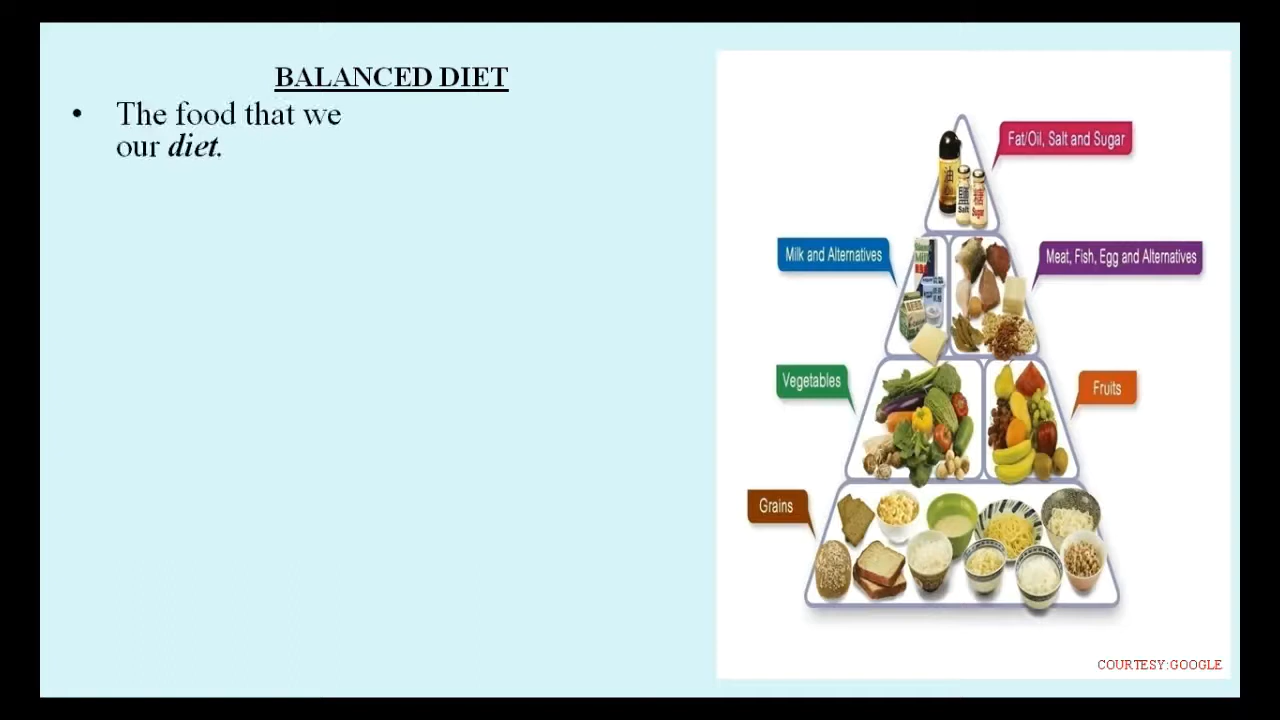 BALANCED DIET
• The food that we
our diet.
Fat/Oil, Salt and Sugar
Milk and Alternatives
Meat, Fish, Egg and Alternatives
Vegetables
Fruits
Grains
Salt
COURTESY:GOOGLE